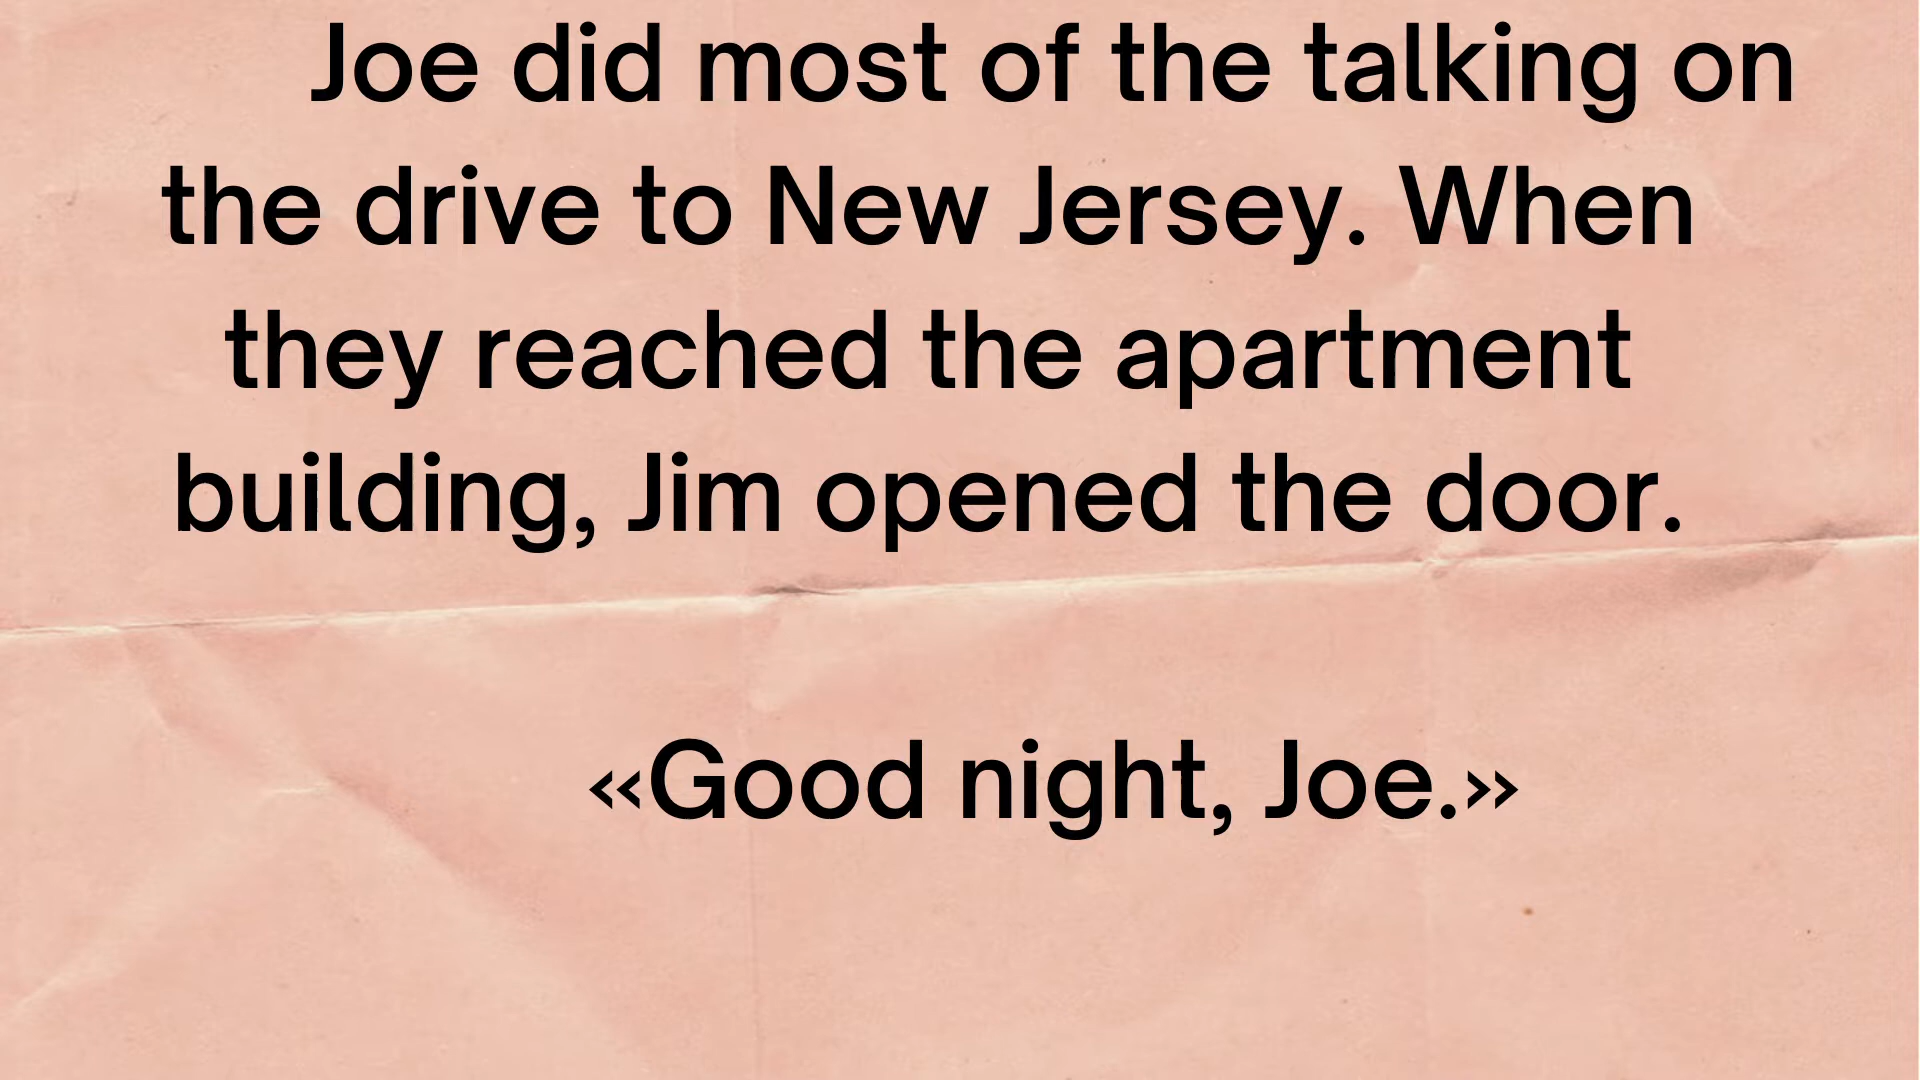 Joe did most of the talking on
the drive to New Jersey. When
they reached the apartment
building, Jim opened the door.
«Good night, Joe.»